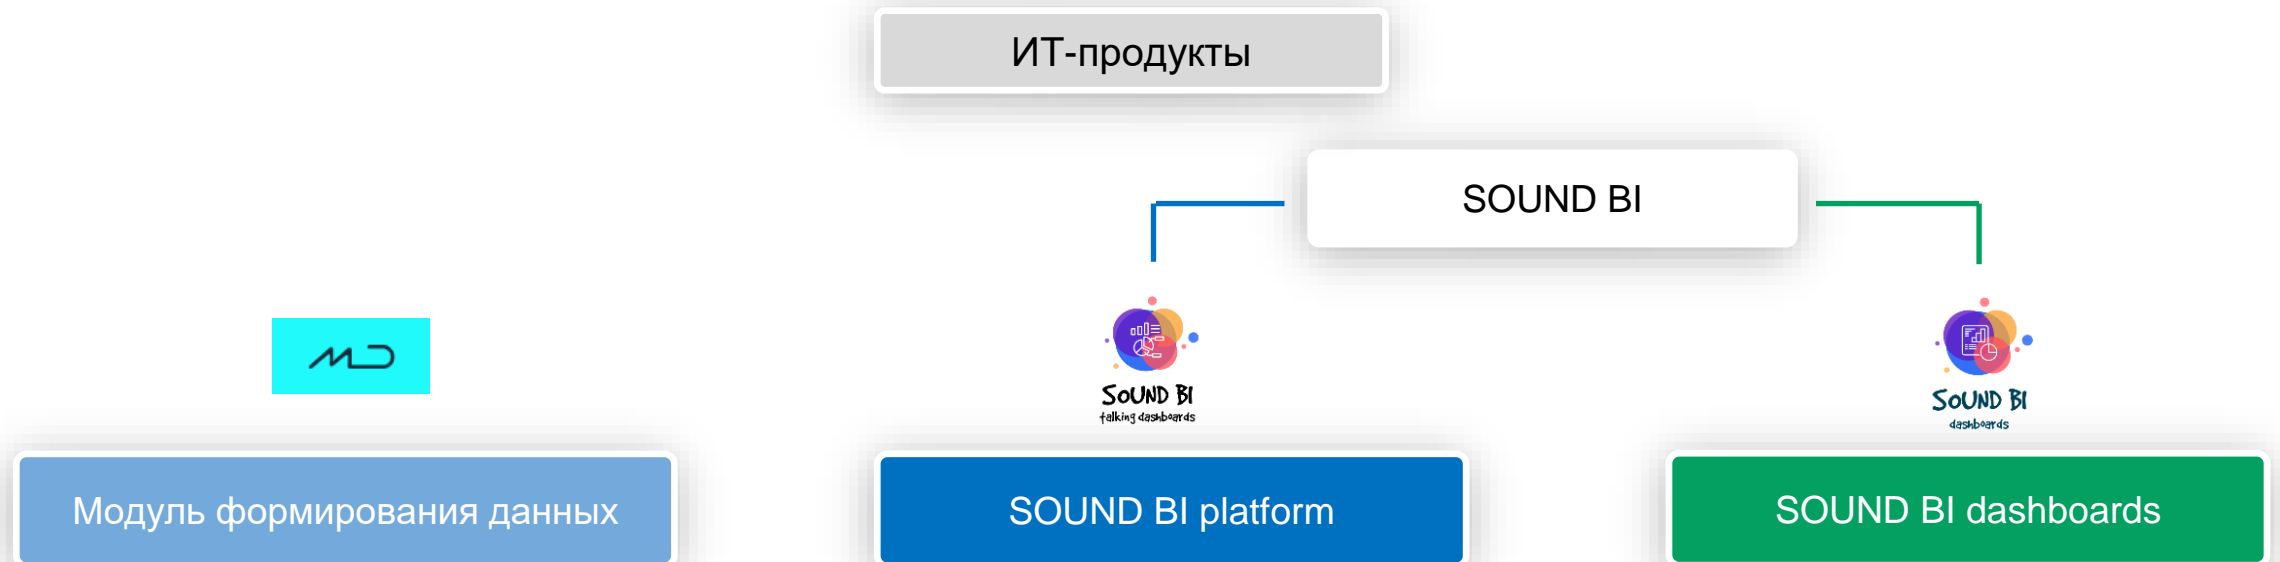 ИТ-продукты
SOUND BI
SOUND BI
talking dashboards
SOUND BI
dashboards
Модуль формирования данных
SOUND BI platform
SOUND BI dashboards